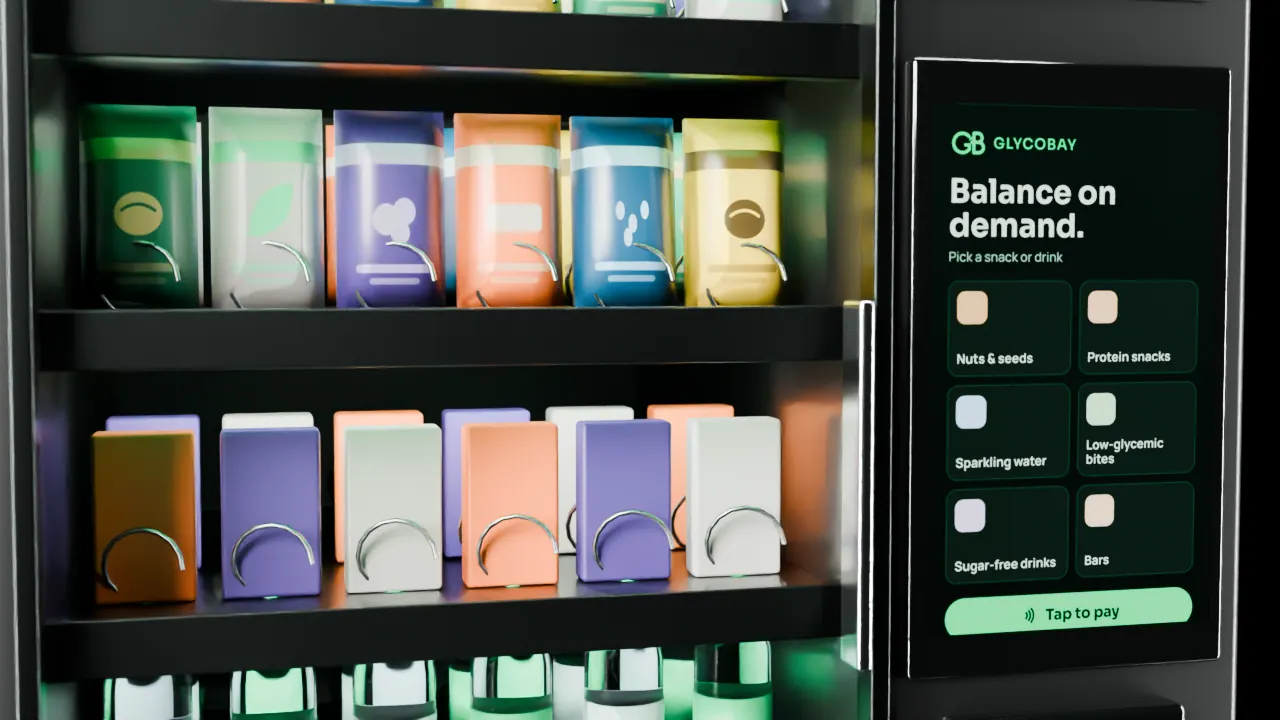 GB GLYCOBAY
Balance on
demand.
Pick a snack or drink
Nuts & seeds
Protein snacks
Sparkling water
Low-glycemic
bites
Sugar-free drinks
Bars
Tap to pay